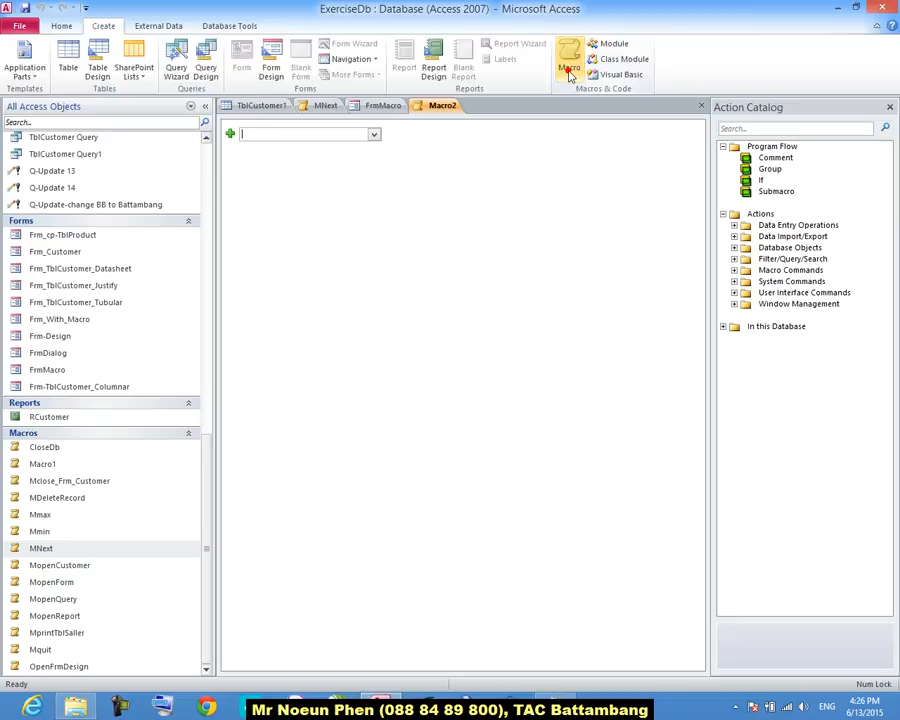 ExerciseDb : Database (Access 2007) - Microsoft Access
File Home Create External Data Database Tools
Application Parts
Templates
Table
Table Design
SharePoint Lists
Tables
Query Wizard
Query Design
Queries
Form
Form Design
Blank Form
Form Wizard
Navigation
More Forms
Forms
Report
Report Design
Blank Report
Report Wizard
Labels
Reports
Macro
Module
Class Module
Visual Basic
Macros & Code
All Access Objects
Search...
TblCustomer Query
TblCustomer Query1
Q-Update 13
Q-Update 14
Q-Update-change BB to Battambang
Forms
Frm_cp-TblProduct
Frm_Customer
Frm_TblCustomer_Datasheet
Frm_TblCustomer_Justify
Frm_TblCustomer_Tubular
Frm_With_Macro
Frm-Design
FrmDialog
FrmMacro
Frm-TblCustomer_Columnar
Reports
RCustomer
Macros
CloseDb
Macro1
Mclose_Frm_Customer
MDeleteRecord
Mmax
Mmin
MNext
MopenCustomer
MopenForm
MopenQuery
MopenReport
MprintTblSaller
Mquit
OpenFrmDesign
TblCustomer1 MNext FrmMacro Macro2
Action Catalog
Search...
Program Flow
Comment
Group
If
Submacro
Actions
Data Entry Operations
Data Import/Export
Database Objects
Filter/Query/Search
Macro Commands
System Commands
User Interface Commands
Window Management
In this Database
Ready
Num Lock
ENG
4:26 PM
6/13/2015
Mr Noeun Phen (088 84 89 800), TAC Battambang